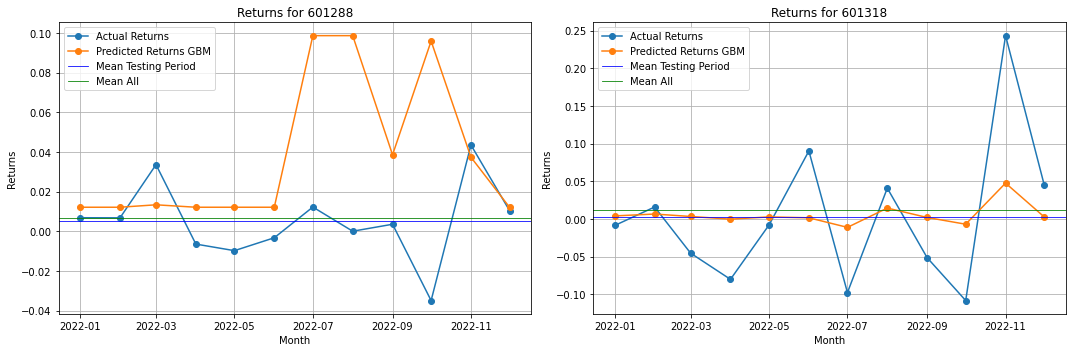 Returns for 601288
Actual Returns
Predicted Returns GBM
Mean Testing Period
Mean All
Returns
0.10
0.08
0.06
0.04
0.02
0.00
−0.02
−0.04
2022-01
2022-03
2022-05
2022-07
2022-09
2022-11
Month
Returns for 601318
Actual Returns
Predicted Returns GBM
Mean Testing Period
Mean All
Returns
0.25
0.20
0.15
0.10
0.05
0.00
−0.05
−0.10
2022-01
2022-03
2022-05
2022-07
2022-09
2022-11
Month